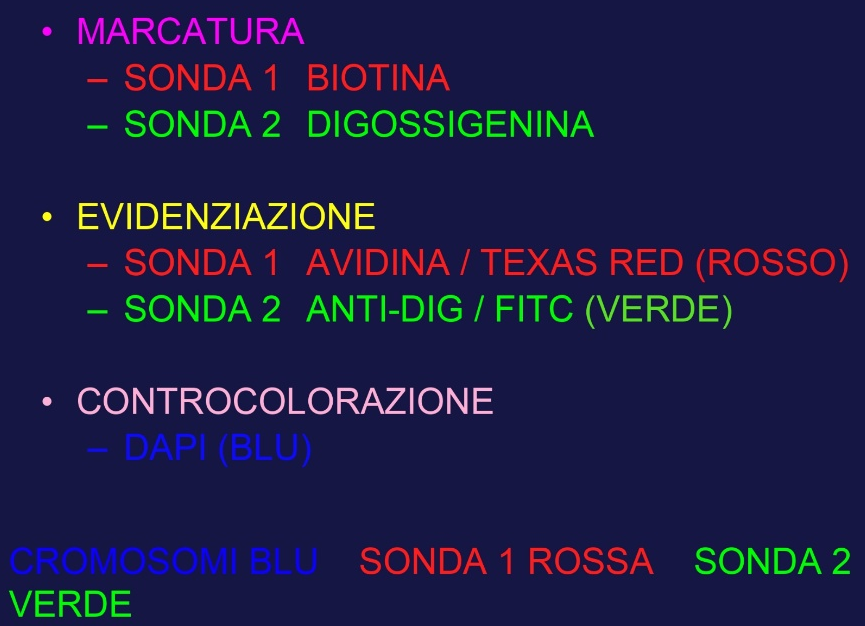 • MARCATURA
– SONDA 1 BIOTINA
– SONDA 2 DIGOSSIGENINA
• EVIDENZIAZIONE
– SONDA 1 AVIDINA / TEXAS RED (ROSSO)
– SONDA 2 ANTI-DIG / FITC (VERDE)
• CONTROCOLORAZIONE
– DAPI (BLU)
CROMOSOMI BLU SONDA 1 ROSSA SONDA 2
VERDE